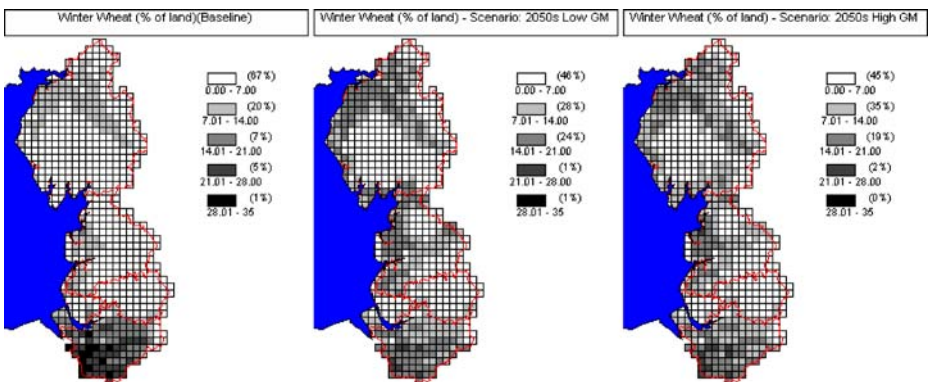 Winter Wheat (% of land)(Baseline)
(67%)
0.00 - 7.00
(20%)
7.01 - 14.00
(7%)
14.01 - 21.00
(5%)
21.01 - 28.00
(1%)
28.01 - 35
Winter Wheat (% of land) - Scenario: 2050s Low GM
(46%)
0.00 - 7.00
(28%)
7.01 - 14.00
(24%)
14.01 - 21.00
(1%)
21.01 - 28.00
(1%)
28.01 - 35
Winter Wheat (% of land) - Scenario: 2050s High GM
(45%)
0.00 - 7.00
(35%)
7.01 - 14.00
(19%)
14.01 - 21.00
(2%)
21.01 - 28.00
(0%)
28.01 - 35